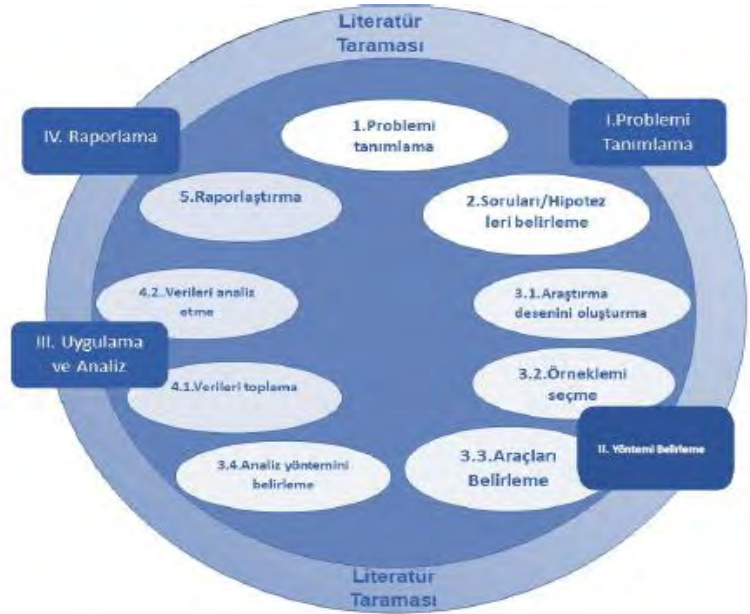 Literatür
Taraması
IV. Raporlama
I.Problemi
Tanımlama
1.Problemi
tanımlama
5.Raporlaştırma
2.Soruları/Hipotez
leri belirleme
4.2..Verileri analiz
etme
3.1.Araştırma
desenini oluşturma
III. Uygulama
ve Analiz
3.2.Örneklemi
seçme
4.1.Verileri toplama
II. Yöntemi Belirleme
3.4.Analiz yöntemini
belirleme
3.3.Araçları
Belirleme
Literatür
Taraması